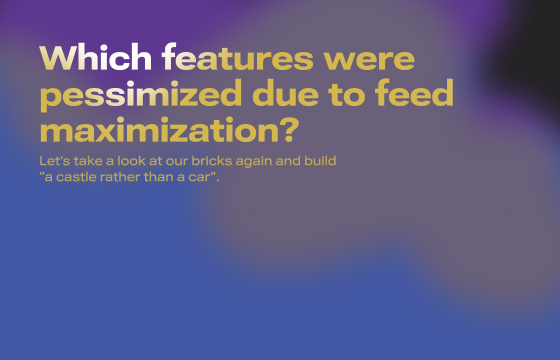 Which features were
pessimized due to feed
maximization?
Let's take a look at our bricks again and build
"a castle rather than a car".